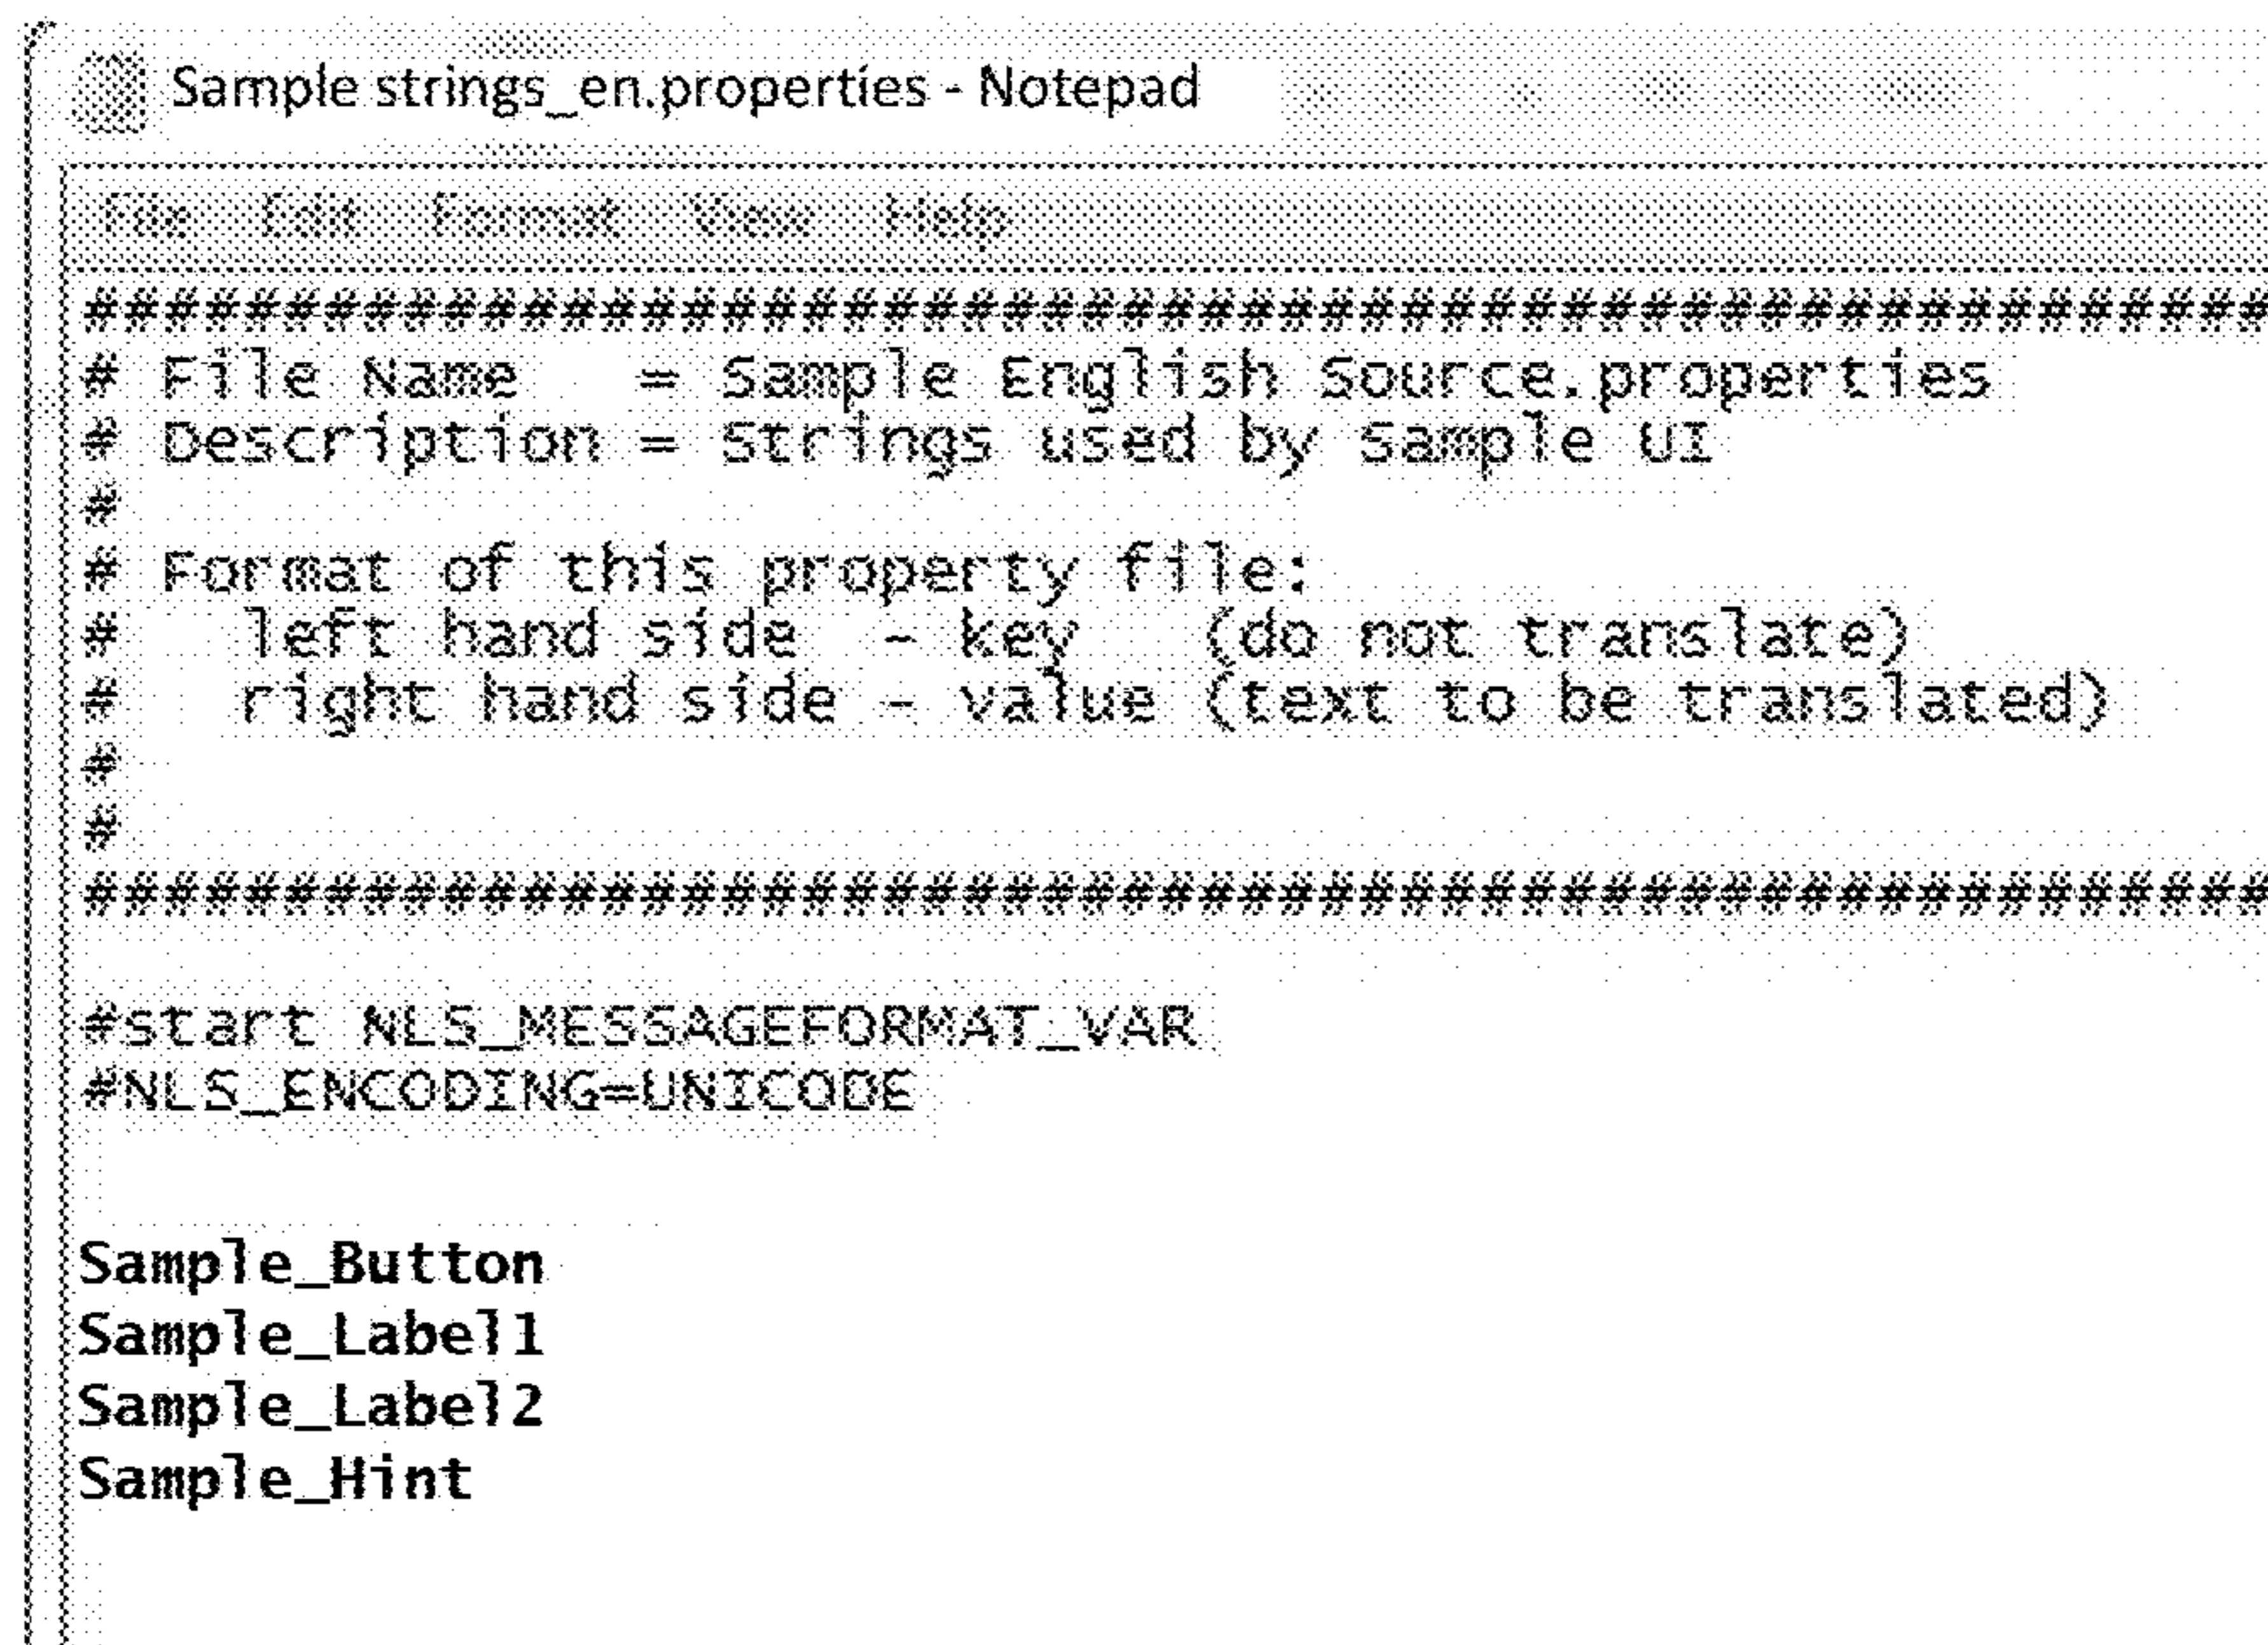 Sample strings_en.properties - Notepad
File Edit Format View Help
#######################################################
# File Name   = Sample English Source.properties
# Description = Strings used by Sample UI
#
# Format of this property file:
#   left hand side  - key   (do not translate)
#   right hand side - value (text to be translated)
#
#
#######################################################
#start NLS_MESSAGEFORMAT_VAR
#NLS_ENCODING=UNICODE
Sample_Button
Sample_Label1
Sample_Label2
Sample_Hint